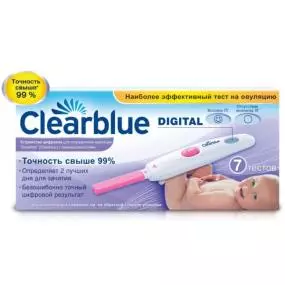 Точность
свыше
99 %
Наиболее эффективный тест на овуляцию
Clearblue DIGITAL
Точность свыше 99%
• Определяет 2 лучших
дня для зачатия
• Безошибочно точный
цифровой результат
7 тестов